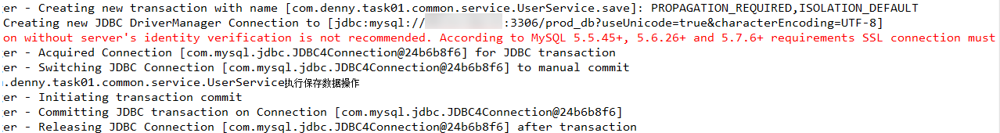 er - Creating new transaction with name [com.denny.task01.common.service.UserService.save]: PROPAGATION_REQUIRED,ISOLATION_DEFAULT
Creating new JDBC DriverManager Connection to [jdbc:mysql:// :3306/prod_db?useUnicode=true&characterEncoding=UTF-8]
on without server's identity verification is not recommended. According to MySQL 5.5.45+, 5.6.26+ and 5.7.6+ requirements SSL connection must
er - Acquired Connection [com.mysql.jdbc.JDBC4Connection@24b6b8f6] for JDBC transaction
er - Switching JDBC Connection [com.mysql.jdbc.JDBC4Connection@24b6b8f6] to manual commit
.denny.task01.common.service.UserService执行保存数据操作
er - Initiating transaction commit
er - Committing JDBC transaction on Connection [com.mysql.jdbc.JDBC4Connection@24b6b8f6]
er - Releasing JDBC Connection [com.mysql.jdbc.JDBC4Connection@24b6b8f6] after transaction